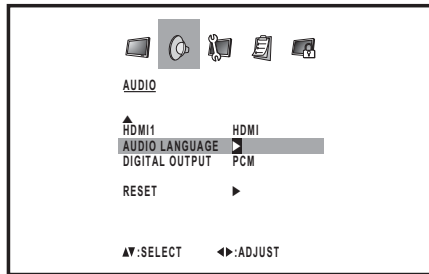 AUDIO
▲
HDMI1 HDMI
AUDIO LANGUAGE ▶
DIGITAL OUTPUT PCM
RESET ▶
▲▼:SELECT ◀▶:ADJUST